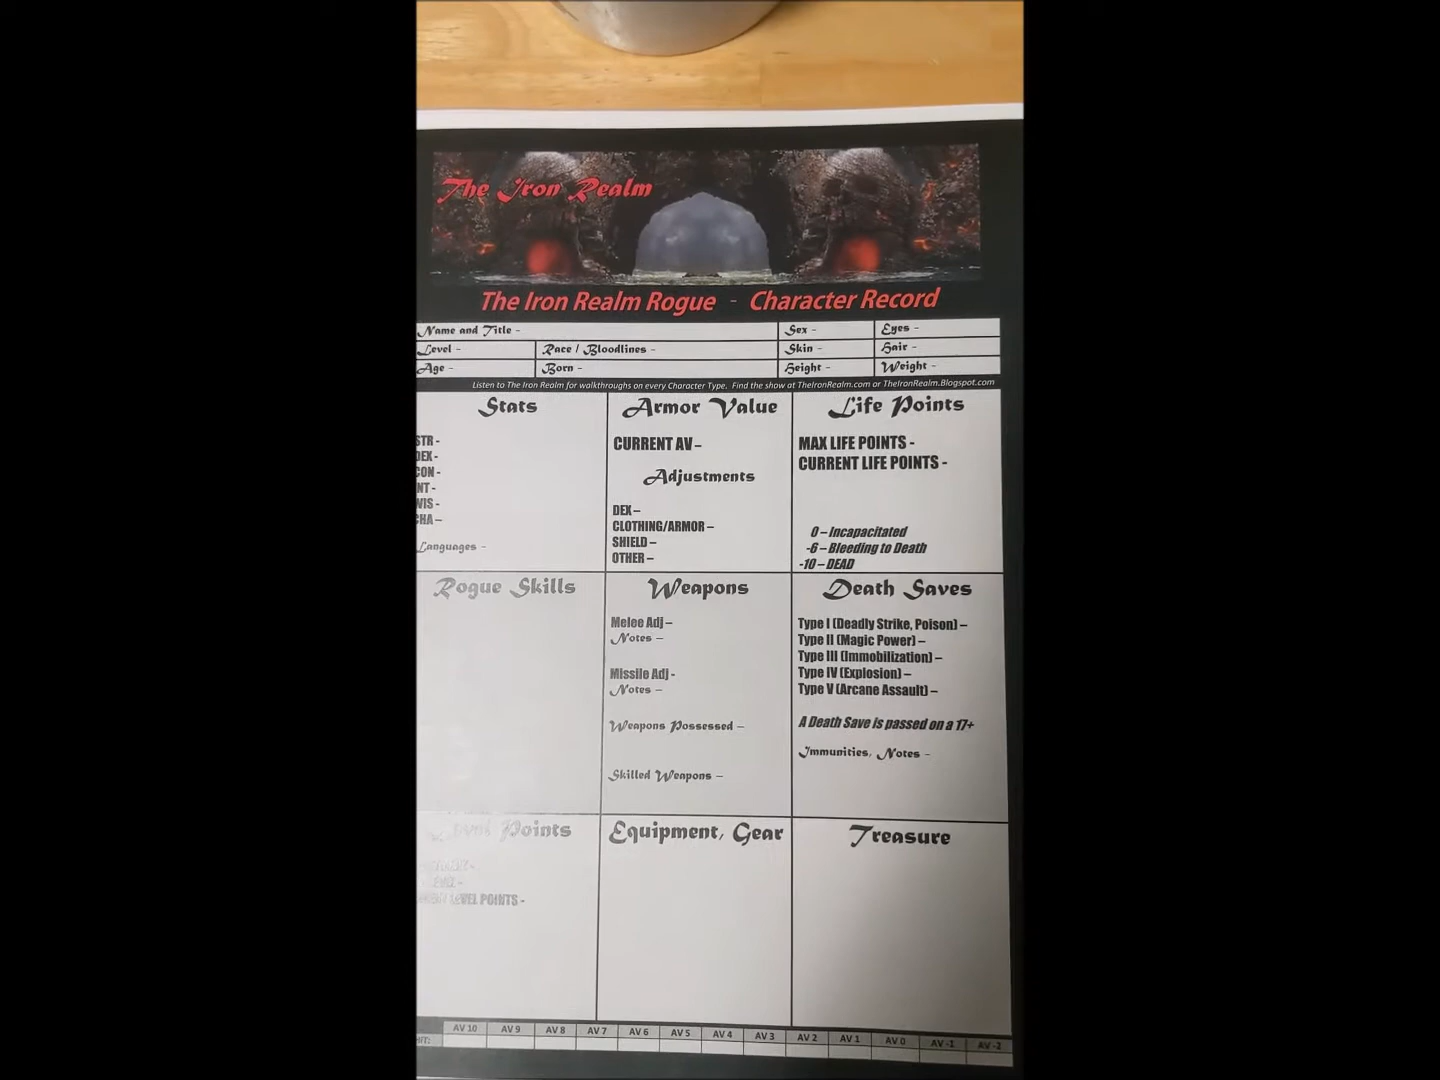 The Iron Realm
The Iron Realm Rogue - Character Record
Name and Title -
Sex -
Eyes -
Level -
Race / Bloodlines -
Skin -
Hair -
Age -
Born -
Height -
Weight -
Listen to The Iron Realm for walkthroughs on every Character Type. Find the show at TheIronRealm.com or TheIronRealm.Blogspot.com
Stats
STR -
DEX -
CON -
INT -
WIS -
CHA –
Languages -
Armor Value
CURRENT AV –
Adjustments
DEX –
CLOTHING/ARMOR –
SHIELD –
OTHER –
Life Points
MAX LIFE POINTS -
CURRENT LIFE POINTS -
0 – Incapacitated
-6 – Bleeding to Death
-10 – DEAD
Rogue Skills
Weapons
Melee Adj –
Notes –
Missile Adj -
Notes –
Weapons Possessed –
Skilled Weapons –
Death Saves
Type I (Deadly Strike, Poison) –
Type II (Magic Power) –
Type III (Immobilization) –
Type IV (Explosion) –
Type V (Arcane Assault) –
A Death Save is passed on a 17+
Immunities, Notes -
Points
POINTS -
Equipment, Gear
Treasure
AV 10 AV 9 AV 8 AV 7 AV 6 AV 5 AV 4 AV 3 AV 2 AV 1 AV 0 AV -1 AV -2
HIT: